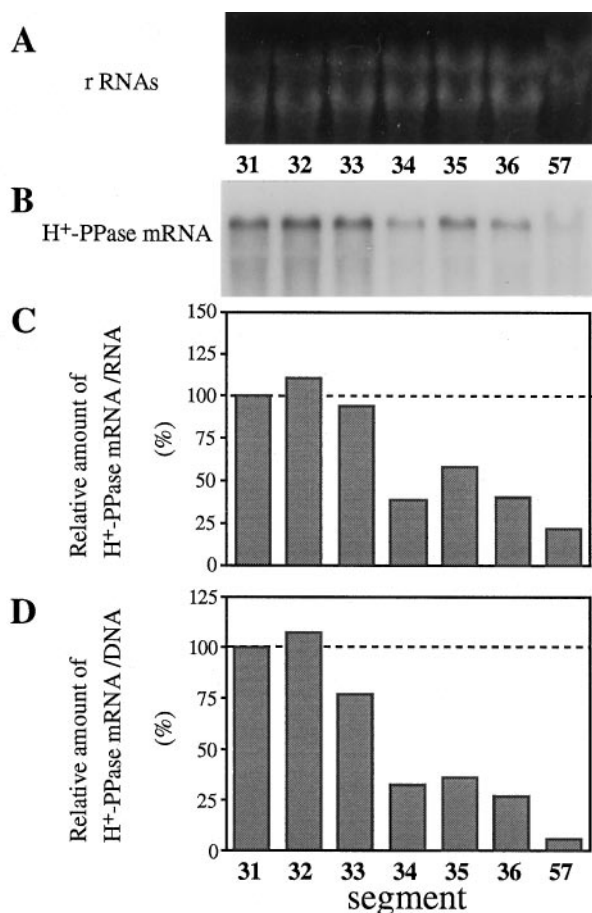 A
r RNAs
31 32 33 34 35 36 57
B
H+-PPase mRNA
C
Relative amount of
H+-PPase mRNA /RNA
(%)
150
125
100
75
50
25
0
D
Relative amount of
H+-PPase mRNA /DNA
(%)
125
100
75
50
25
0
31 32 33 34 35 36 57
segment